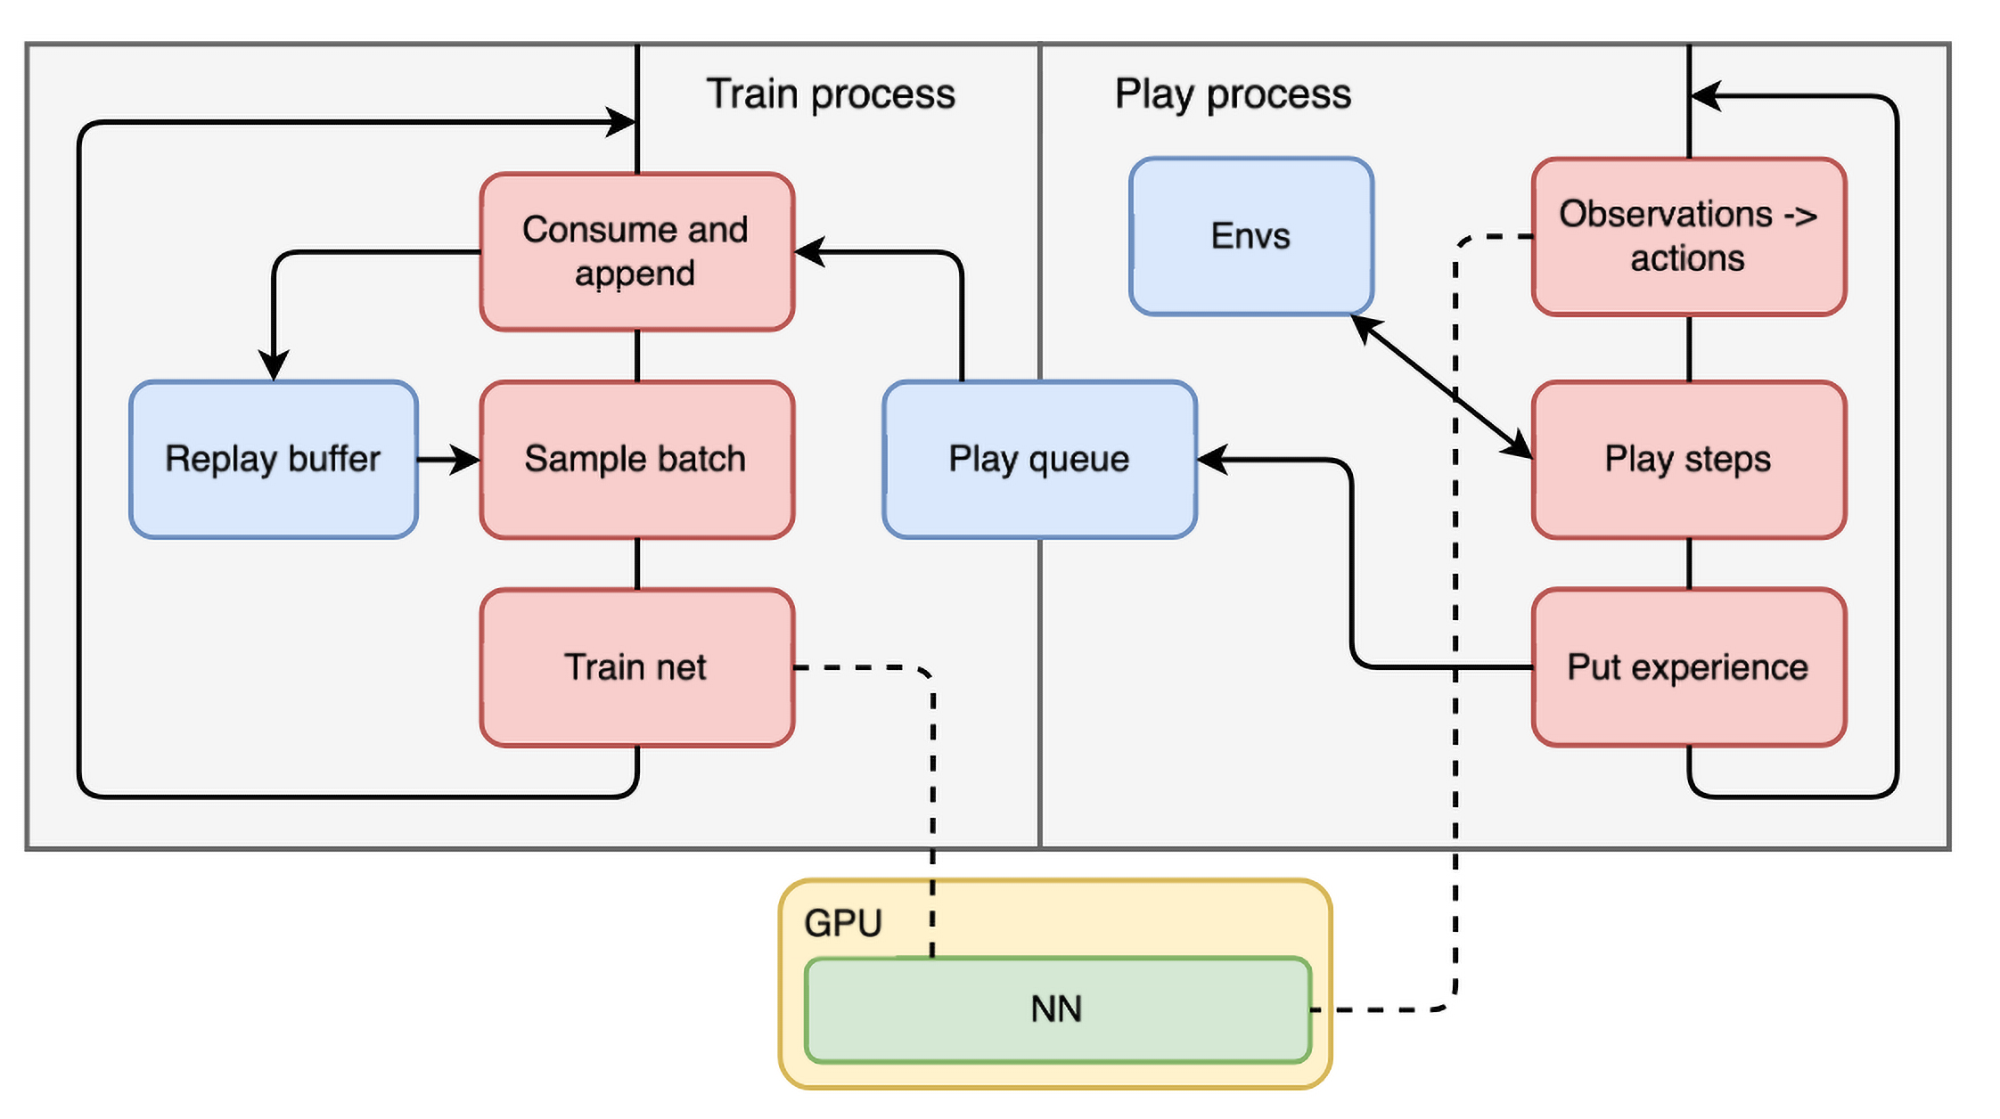 Train process
Play process
Consume and
append
Envs
Observations ->
actions
Replay buffer
Sample batch
Play queue
Play steps
Train net
Put experience
GPU
NN